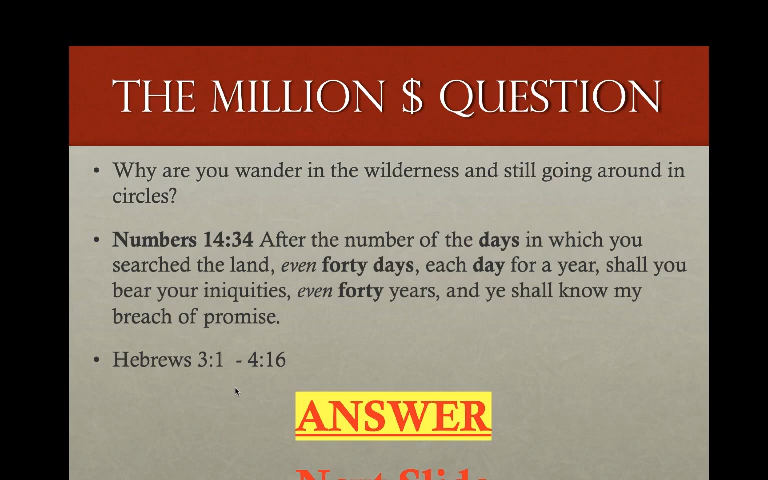 THE MILLION $ QUESTION
• Why are you wander in the wilderness and still going around in
circles?
• Numbers 14:34 After the number of the days in which you
searched the land, even forty days, each day for a year, shall you
bear your iniquities, even forty years, and ye shall know my
breach of promise.
• Hebrews 3:1 - 4:16
ANSWER
Next Slide